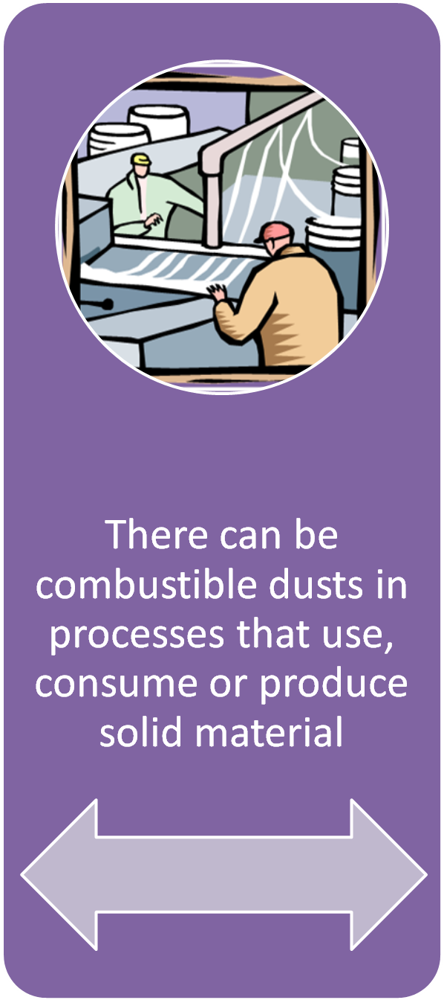 There can be
combustible dusts in
processes that use,
consume or produce
solid material